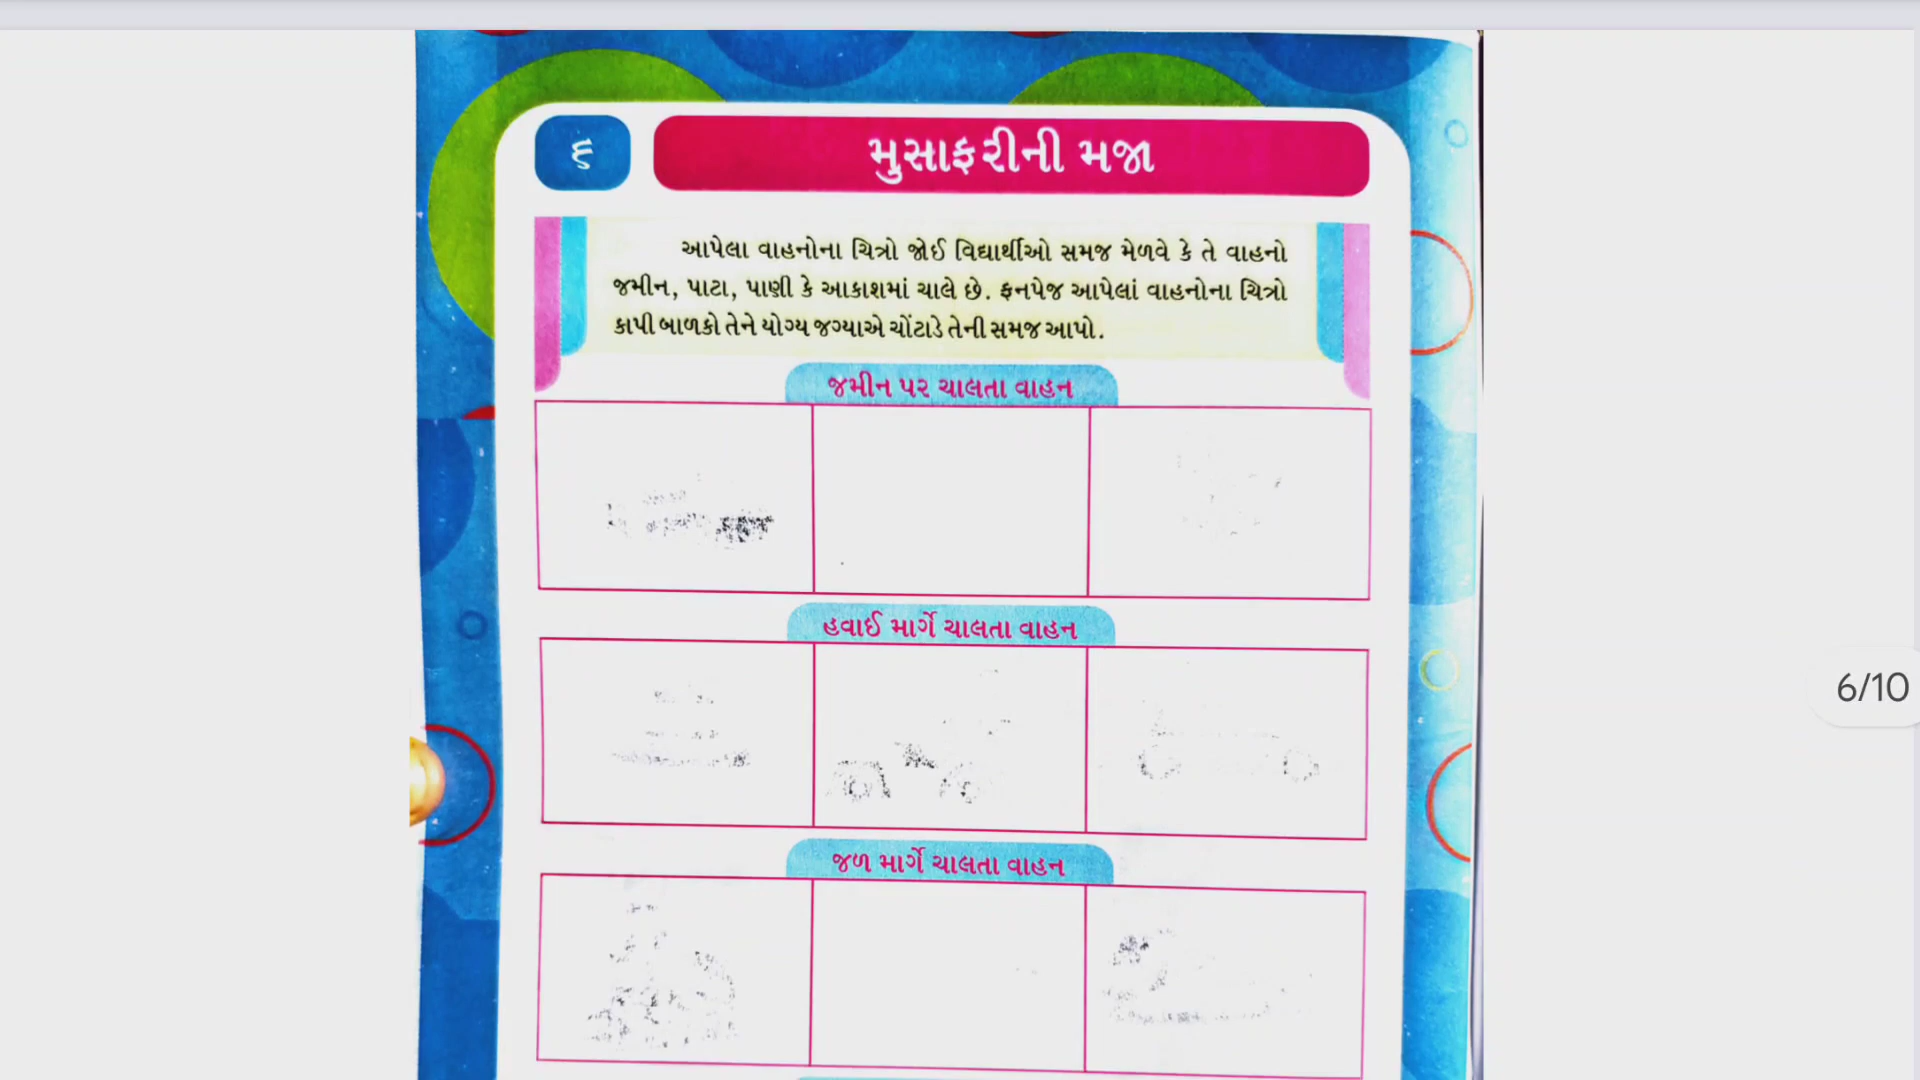 ૬
મુસાફરીની મજા
આપેલા વાહનોના ચિત્રો જોઈ વિદ્યાર્થીઓ સમજ મેળવે કે તે વાહનો
જમીન, પાટા, પાણી કે આકાશમાં ચાલે છે. ફનપેજ આપેલાં વાહનોના ચિત્રો
કાપી બાળકો તેને યોગ્ય જગ્યાએ ચોંટાડે તેની સમજ આપો.
જમીન પર ચાલતા વાહન
હવાઈ માર્ગે ચાલતા વાહન
જળ માર્ગે ચાલતા વાહન
6/10